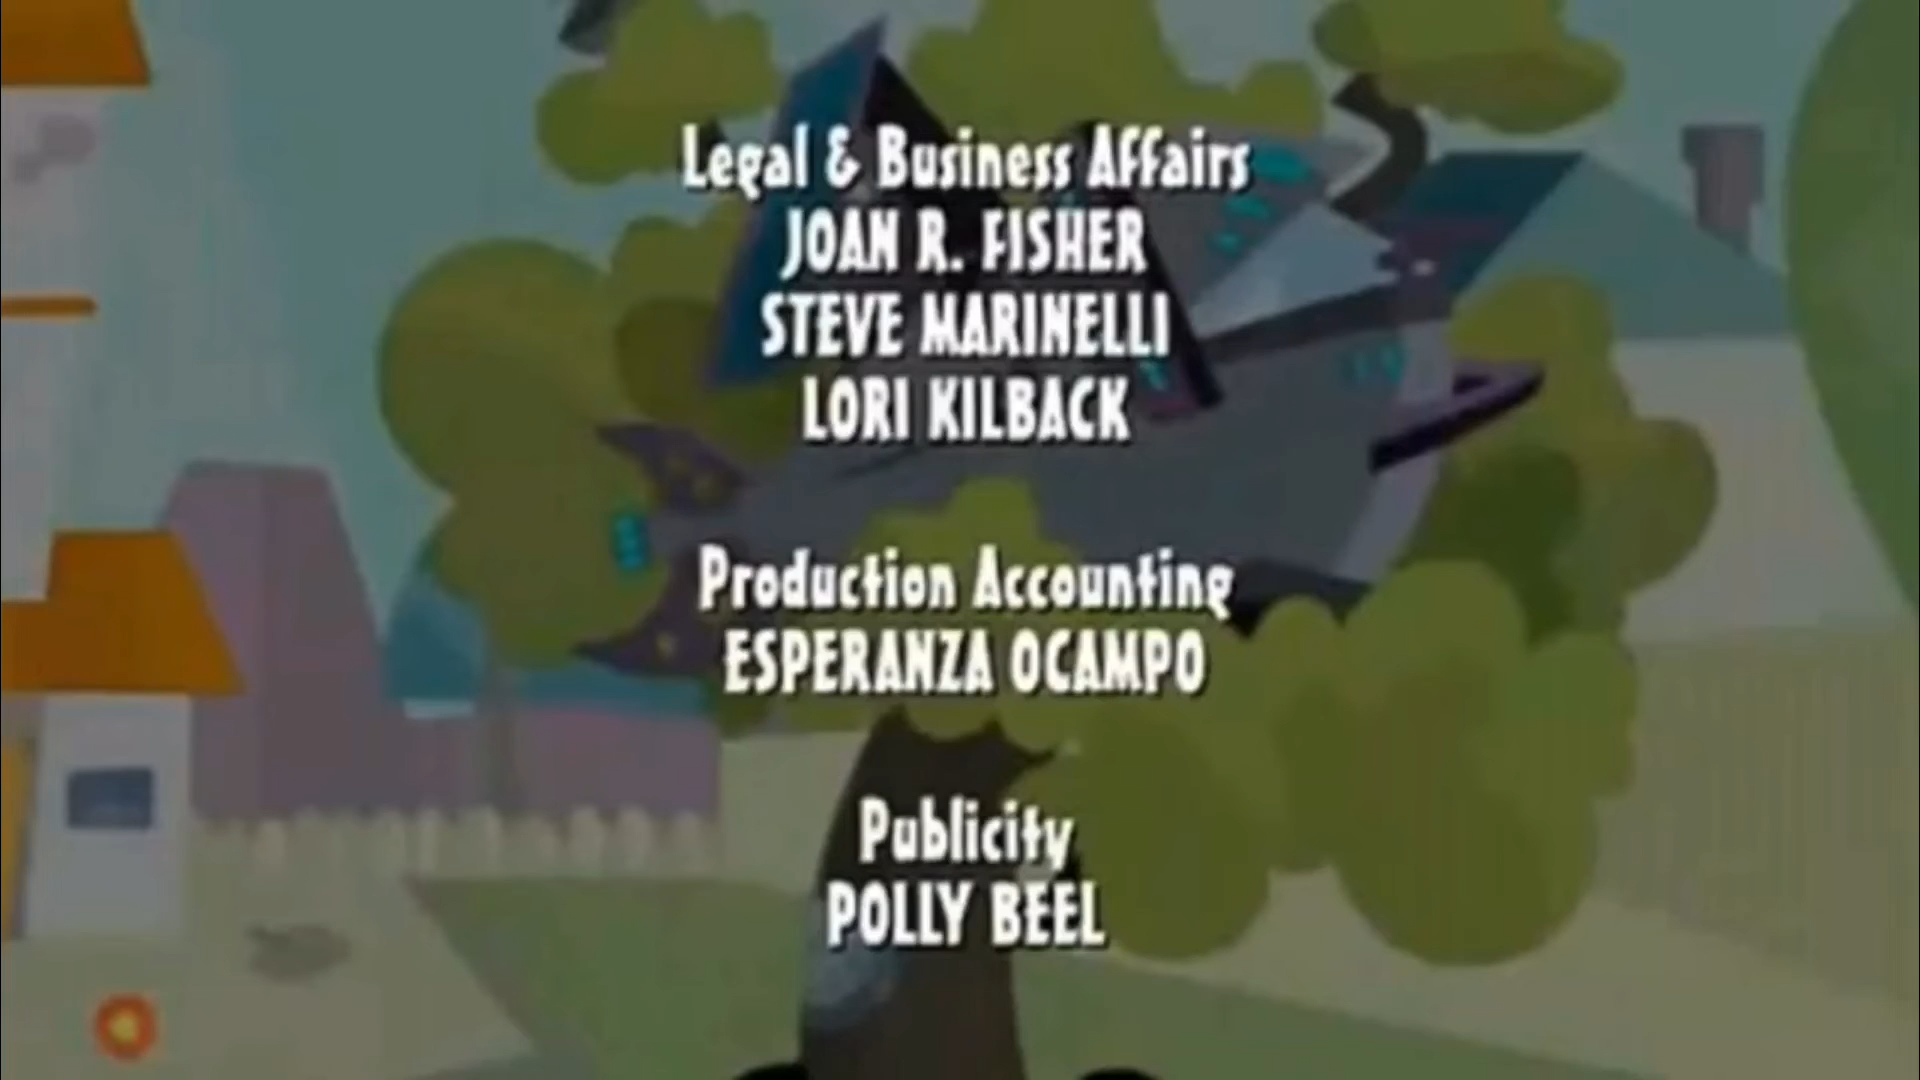 Legal & Business Affairs
JOAN R. FISHER
STEVE MARINELLI
LORI KILBACK
Production Accounting
ESPERANZA OCAMPO
Publicity
POLLY BEEL